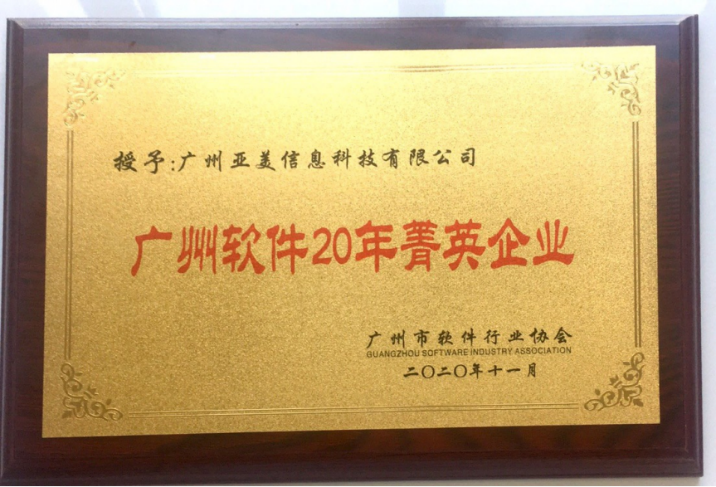 授予:广州亚美信息科技有限公司
广州软件20年菁英企业
广州市软件行业协会
GUANGZHOU SOFTWARE INDUSTRY ASSOCIATION
二〇二〇年十一月